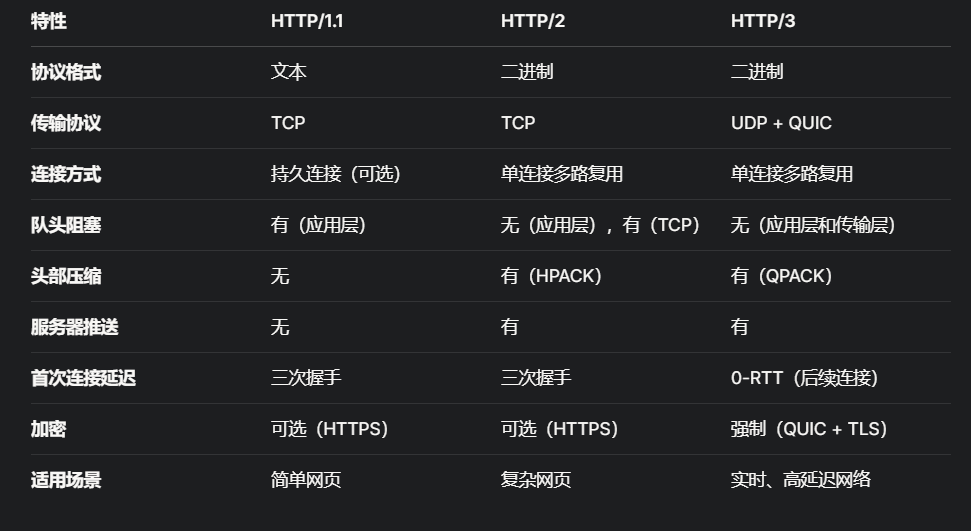 特性 HTTP/1.1 HTTP/2 HTTP/3
协议格式 文本 二进制 二进制
传输协议 TCP TCP UDP + QUIC
连接方式 持久连接（可选） 单连接多路复用 单连接多路复用
队头阻塞 有（应用层） 无（应用层），有（TCP） 无（应用层和传输层）
头部压缩 无 有（HPACK） 有（QPACK）
服务器推送 无 有 有
首次连接延迟 三次握手 三次握手 0-RTT（后续连接）
加密 可选（HTTPS） 可选（HTTPS） 强制（QUIC + TLS）
适用场景 简单网页 复杂网页 实时、高延迟网络